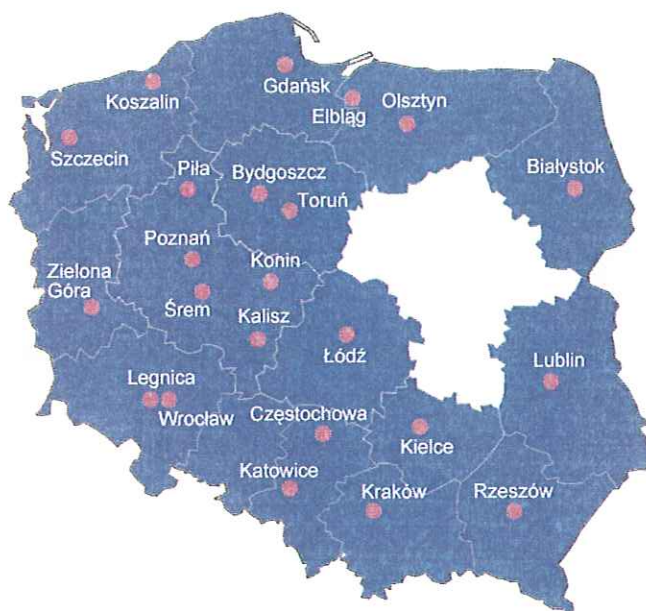 Gdańsk
Koszalin
Elbląg
Olsztyn
Szczecin
Piła
Bydgoszcz
Białystok
Toruń
Poznań
Konin
Zielona
Góra
Śrem
Kalisz
Łódź
Lublin
Legnica
Wrocław
Częstochowa
Kielce
Katowice
Kraków
Rzeszów